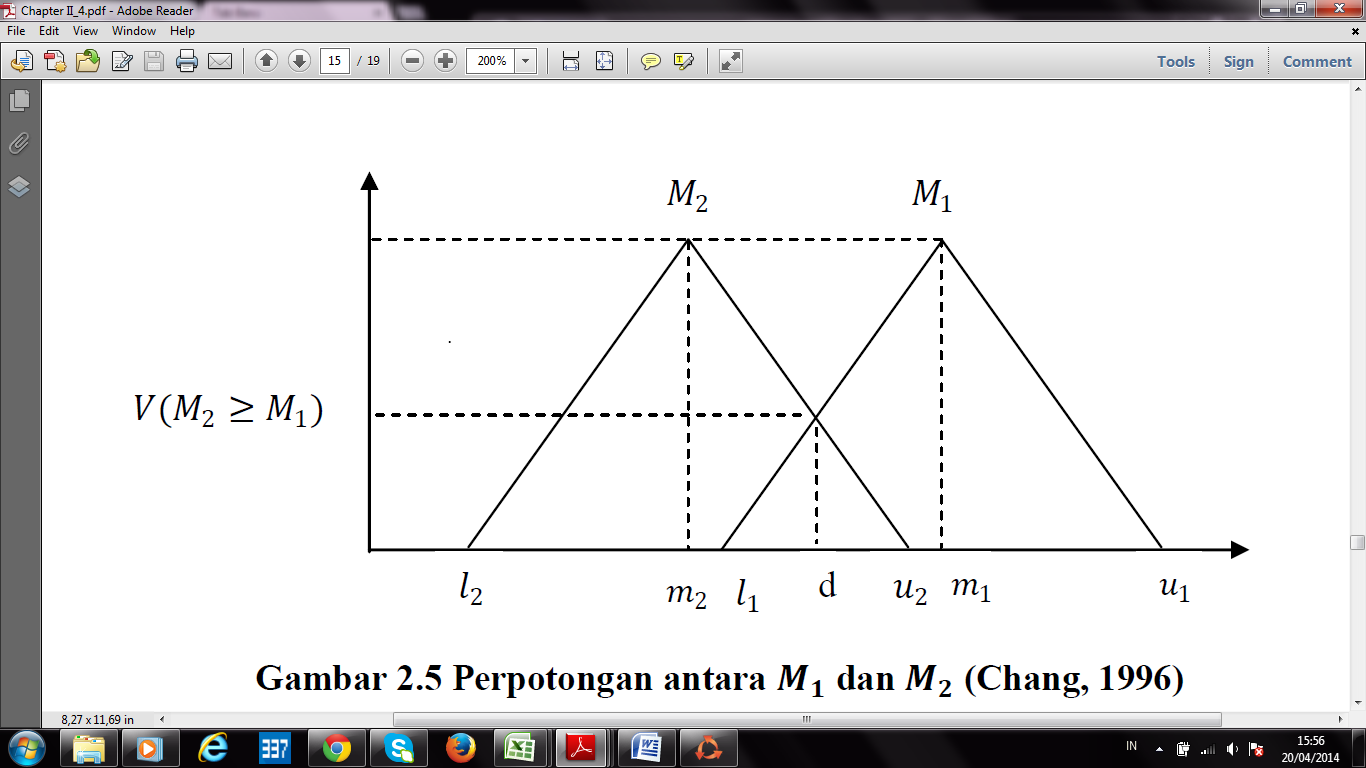 Chapter II_4.pdf - Adobe Reader
File Edit View Window Help
15 / 19 200% Tools Sign Comment
M₂ M₁
V(M₂ ≥ M₁)
l₂ m₂ l₁ d u₂ m₁ u₁
Gambar 2.5 Perpotongan antara M₁ dan M₂ (Chang, 1996)
8,27 x 11,69 in
337
IN 15:56
20/04/2014